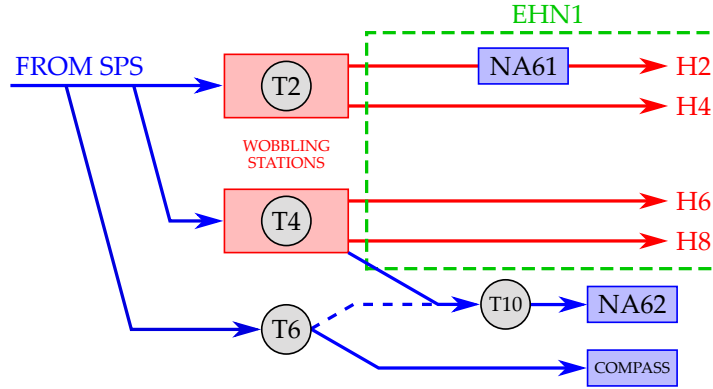 EHN1
FROM SPS
T2
NA61
H2
H4
WOBBLING
STATIONS
T4
H6
H8
T6
T10
NA62
COMPASS